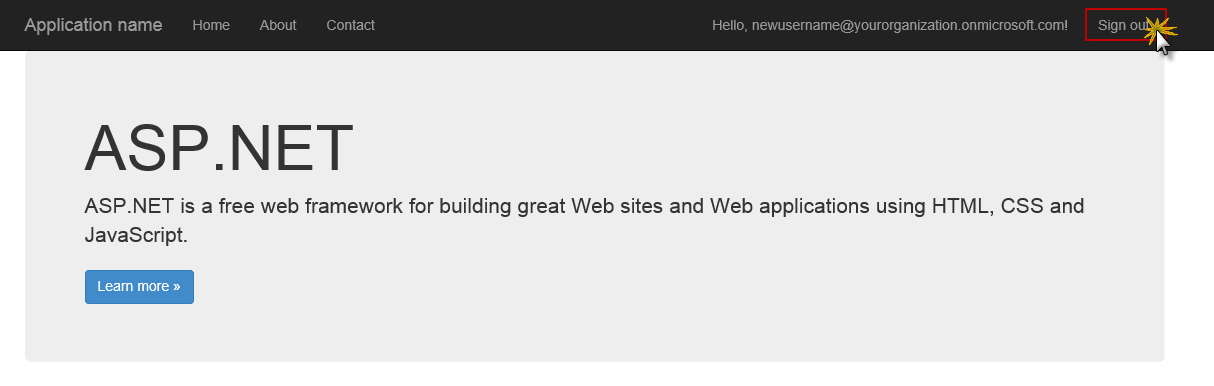 Application name Home About Contact Hello, newusername@yourorganization.onmicrosoft.com! Sign out
ASP.NET
ASP.NET is a free web framework for building great Web sites and Web applications using HTML, CSS and
JavaScript.
Learn more »